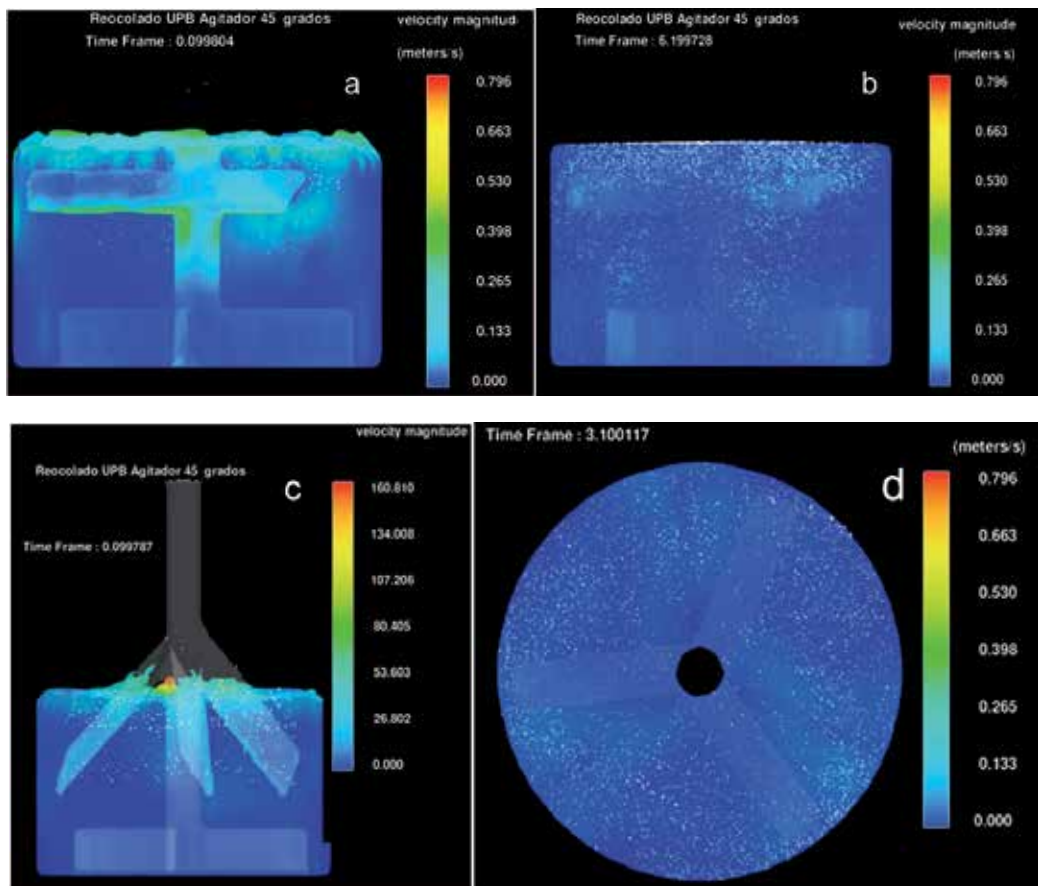 Reocolado UPB Agitador 45 grados
velocity magnitude
Time Frame : 0.099804
(meters/s)
a
0.796
0.663
0.530
0.398
0.265
0.133
0.000
Reocolado UPB Agitador 45 grados
velocity magnitude
Time Frame : 6.199728
(meters/s)
b
0.796
0.663
0.530
0.398
0.265
0.133
0.000
velocity magnitude
Reocolado UPB Agitador 45 grados
c
Time Frame : 0.099787
160.810
134.008
107.206
80.405
53.603
26.802
0.000
Time Frame : 3.100117
(meters/s)
d
0.796
0.663
0.530
0.398
0.265
0.133
0.000